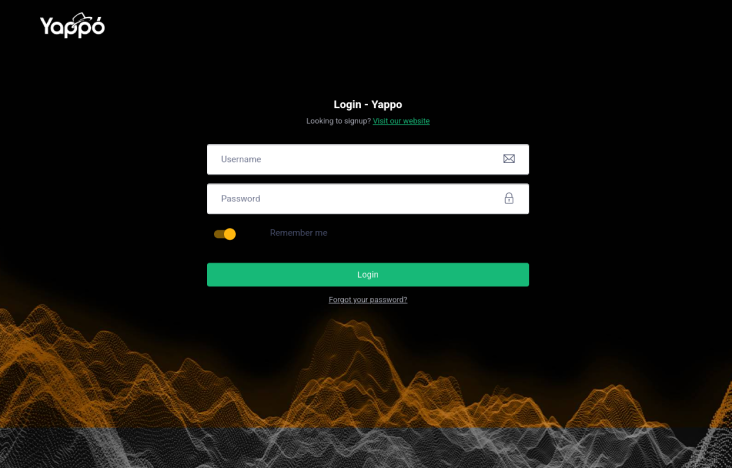 Yappó
Login - Yappo
Looking to signup? Visit our website
Username
Password
Remember me
Login
Forgot your password?